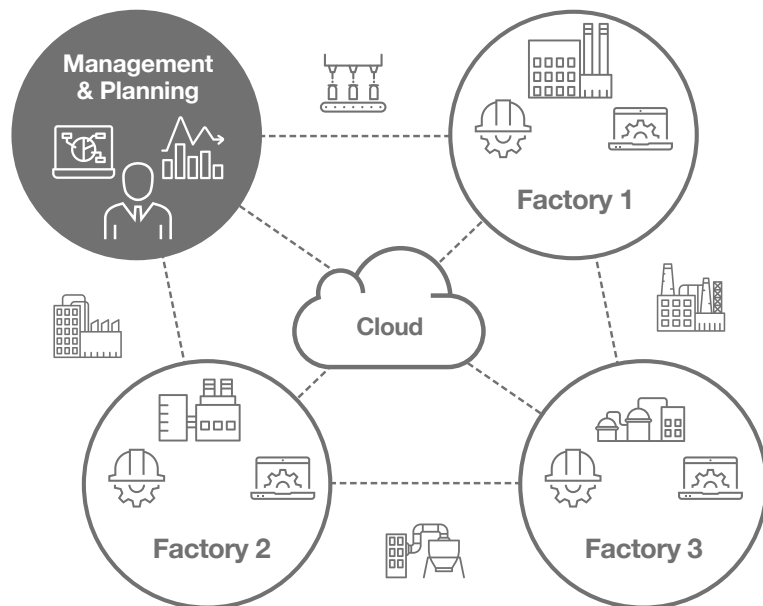 Management
& Planning
Factory 1
Cloud
Factory 2
Factory 3